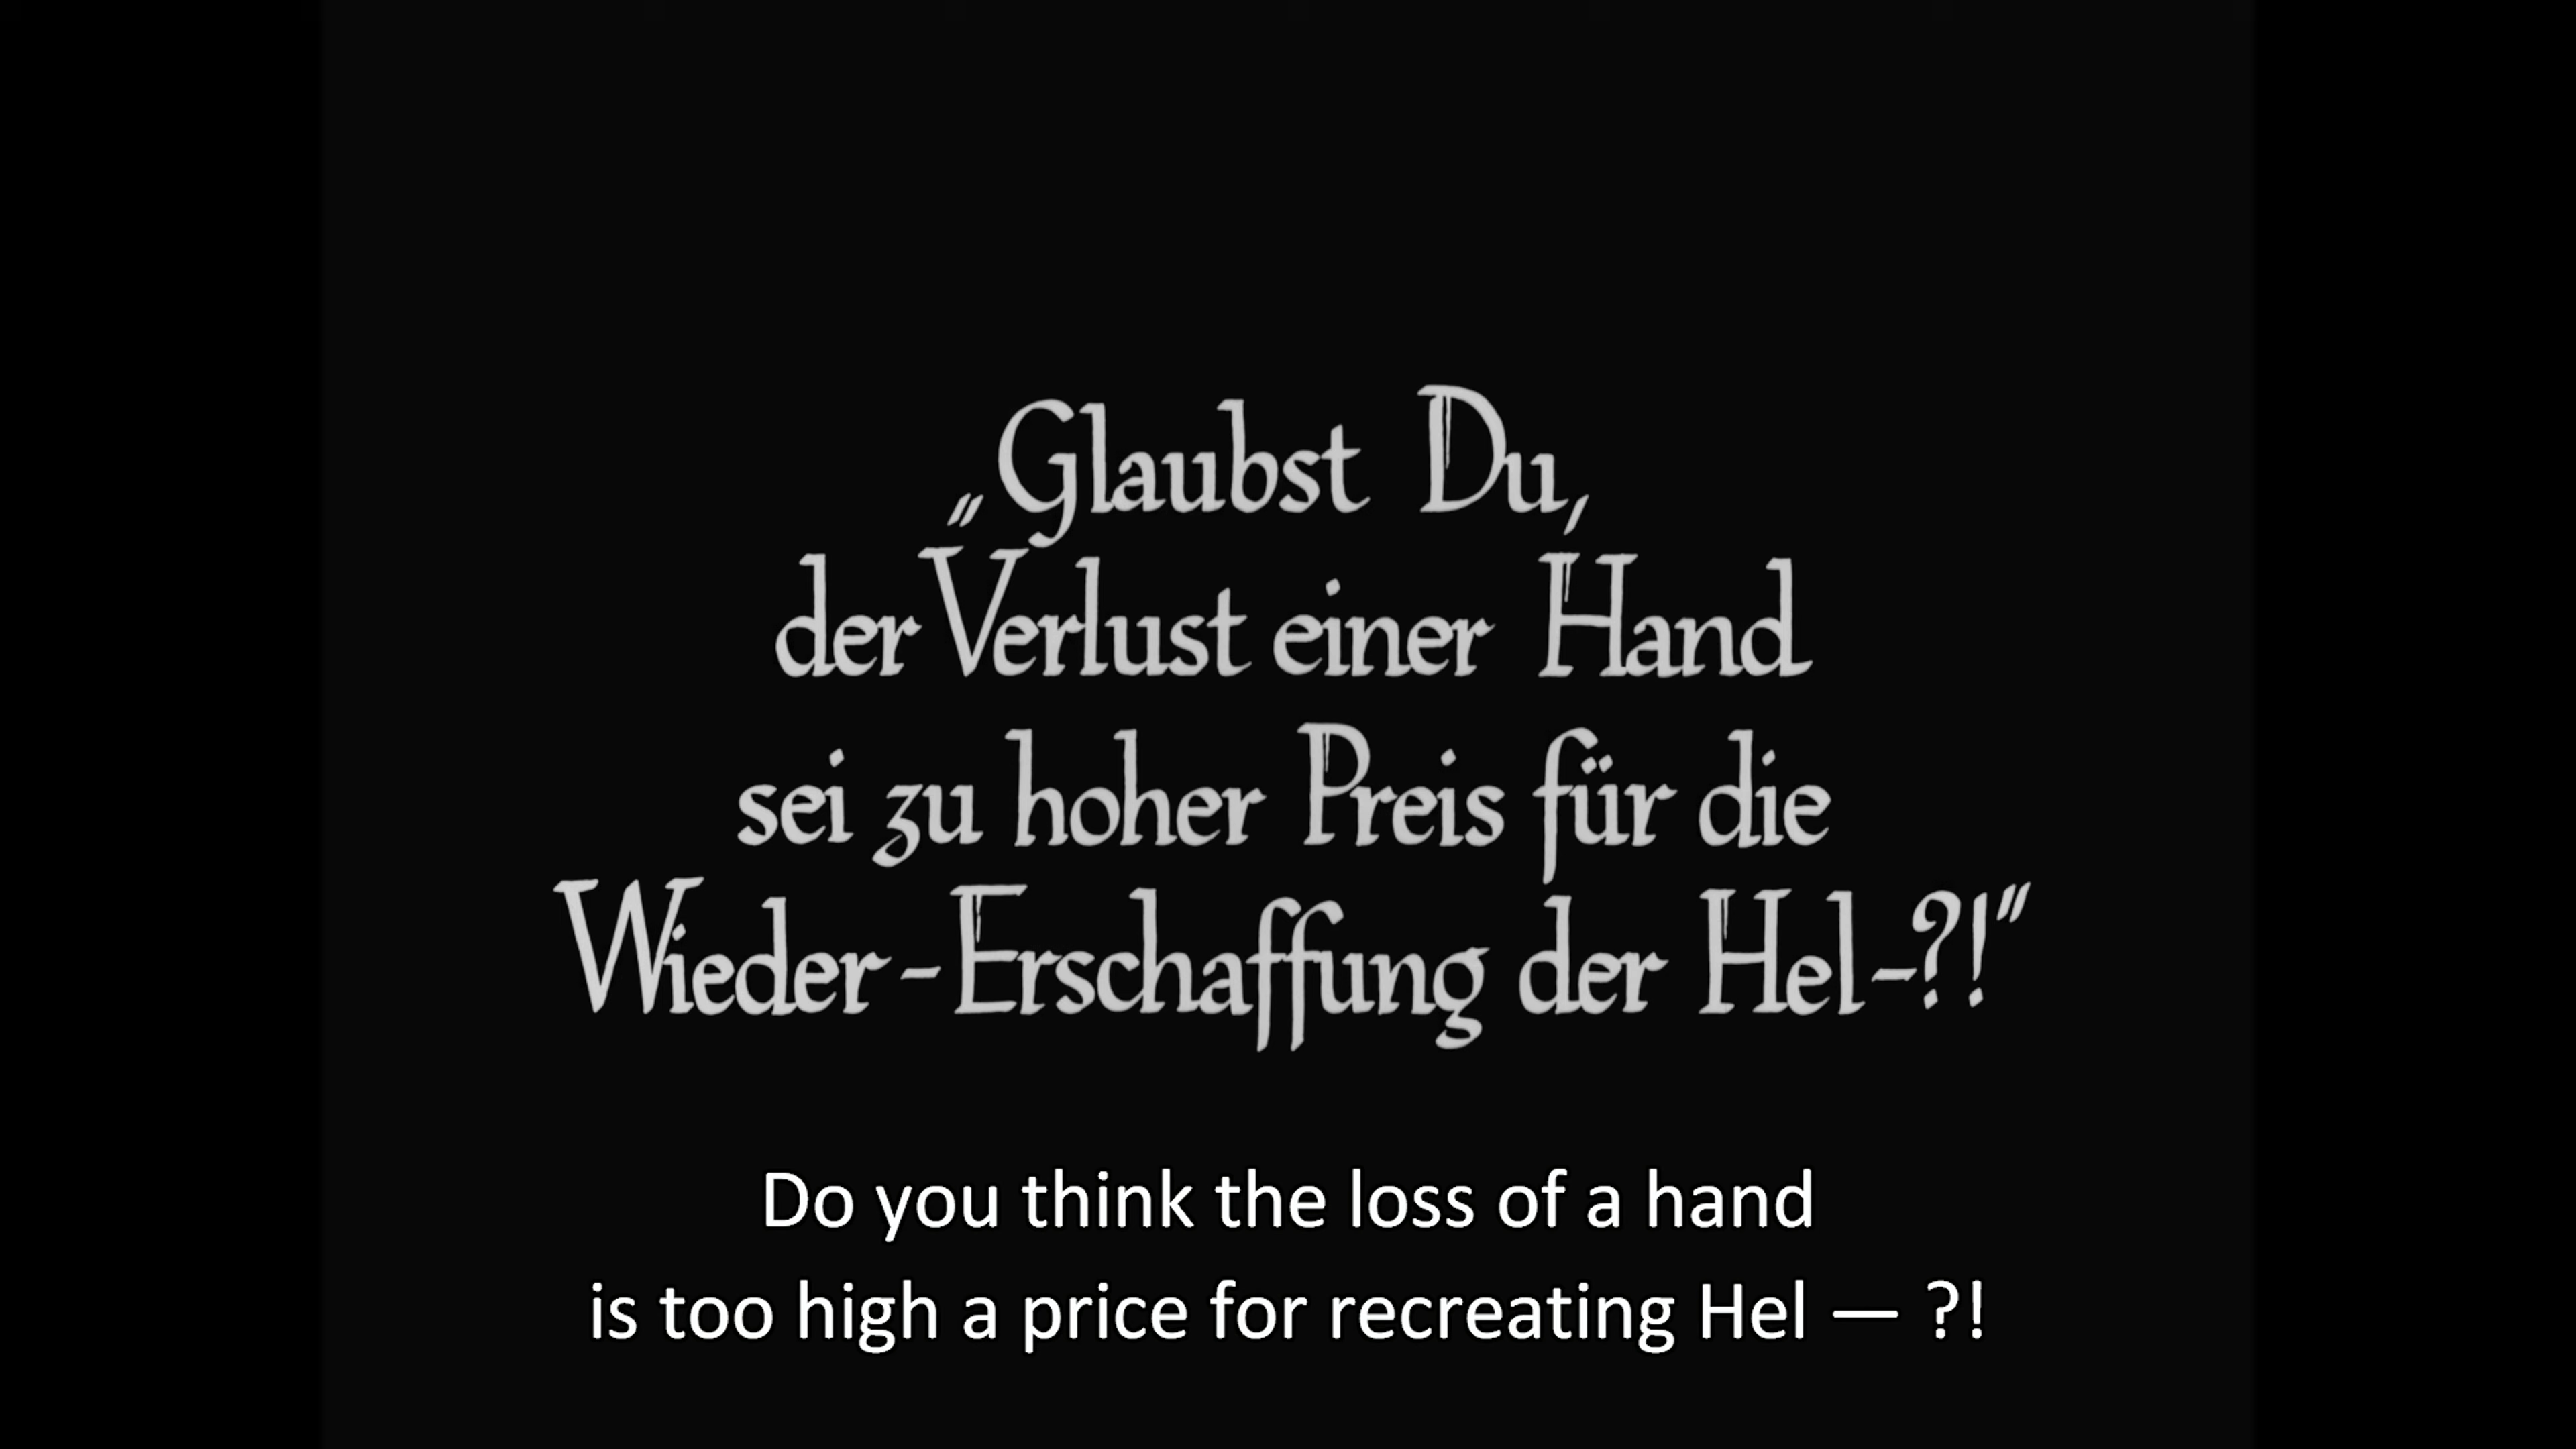 „Glaubst Du,
der Verlust einer Hand
sei zu hoher Preis für die
Wieder-Erschaffung der Hel-?!"
Do you think the loss of a hand
is too high a price for recreating Hel — ?!